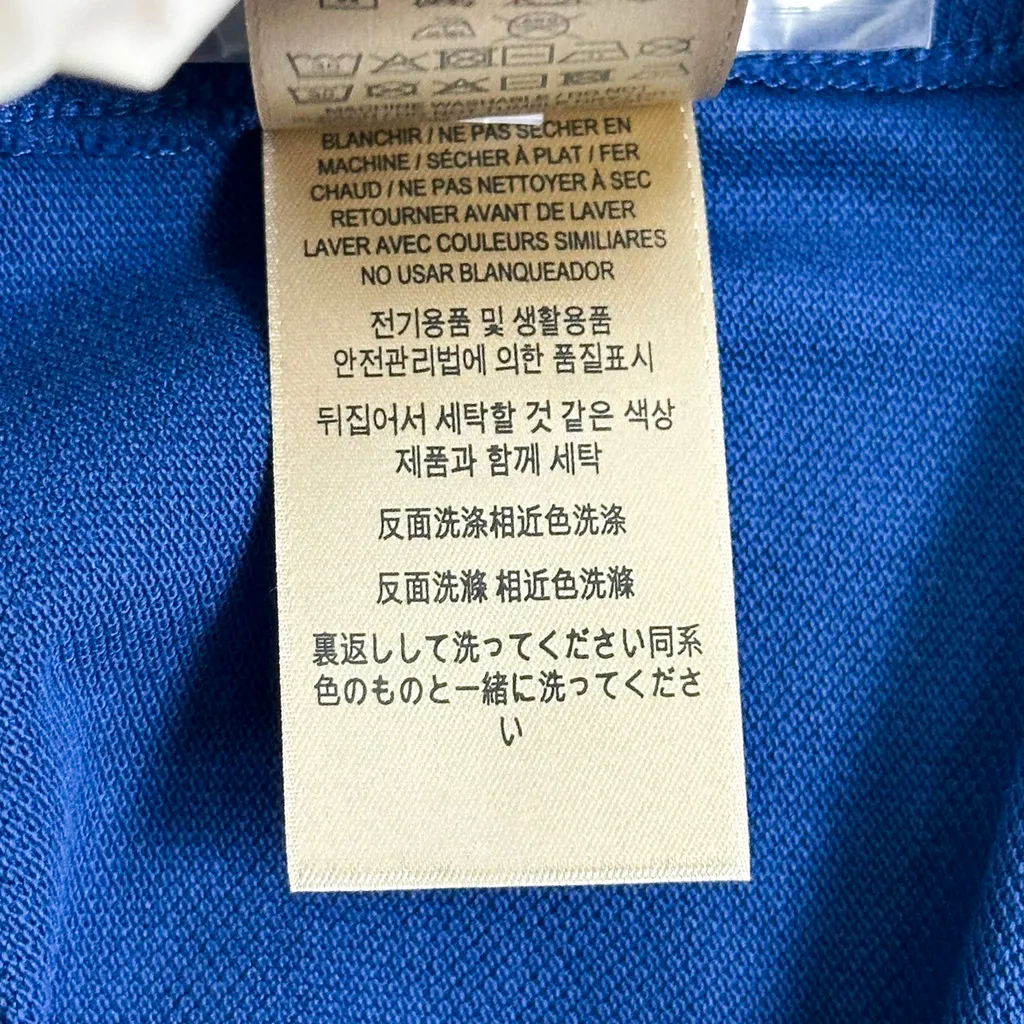 MACHINE WASHABLE / DO NOT
BLANCHIR / NE PAS SÉCHER EN
MACHINE / SÉCHER À PLAT / FER
CHAUD / NE PAS NETTOYER À SEC
RETOURNER AVANT DE LAVER
LAVER AVEC COULEURS SIMILIARES
NO USAR BLANQUEADOR
전기용품 및 생활용품
안전관리법에 의한 품질표시
뒤집어서 세탁할 것 같은 색상
제품과 함께 세탁
反面洗涤相近色洗涤
反面洗滌 相近色洗滌
裏返しして洗ってください同系
色のものと一緒に洗ってくださ
い